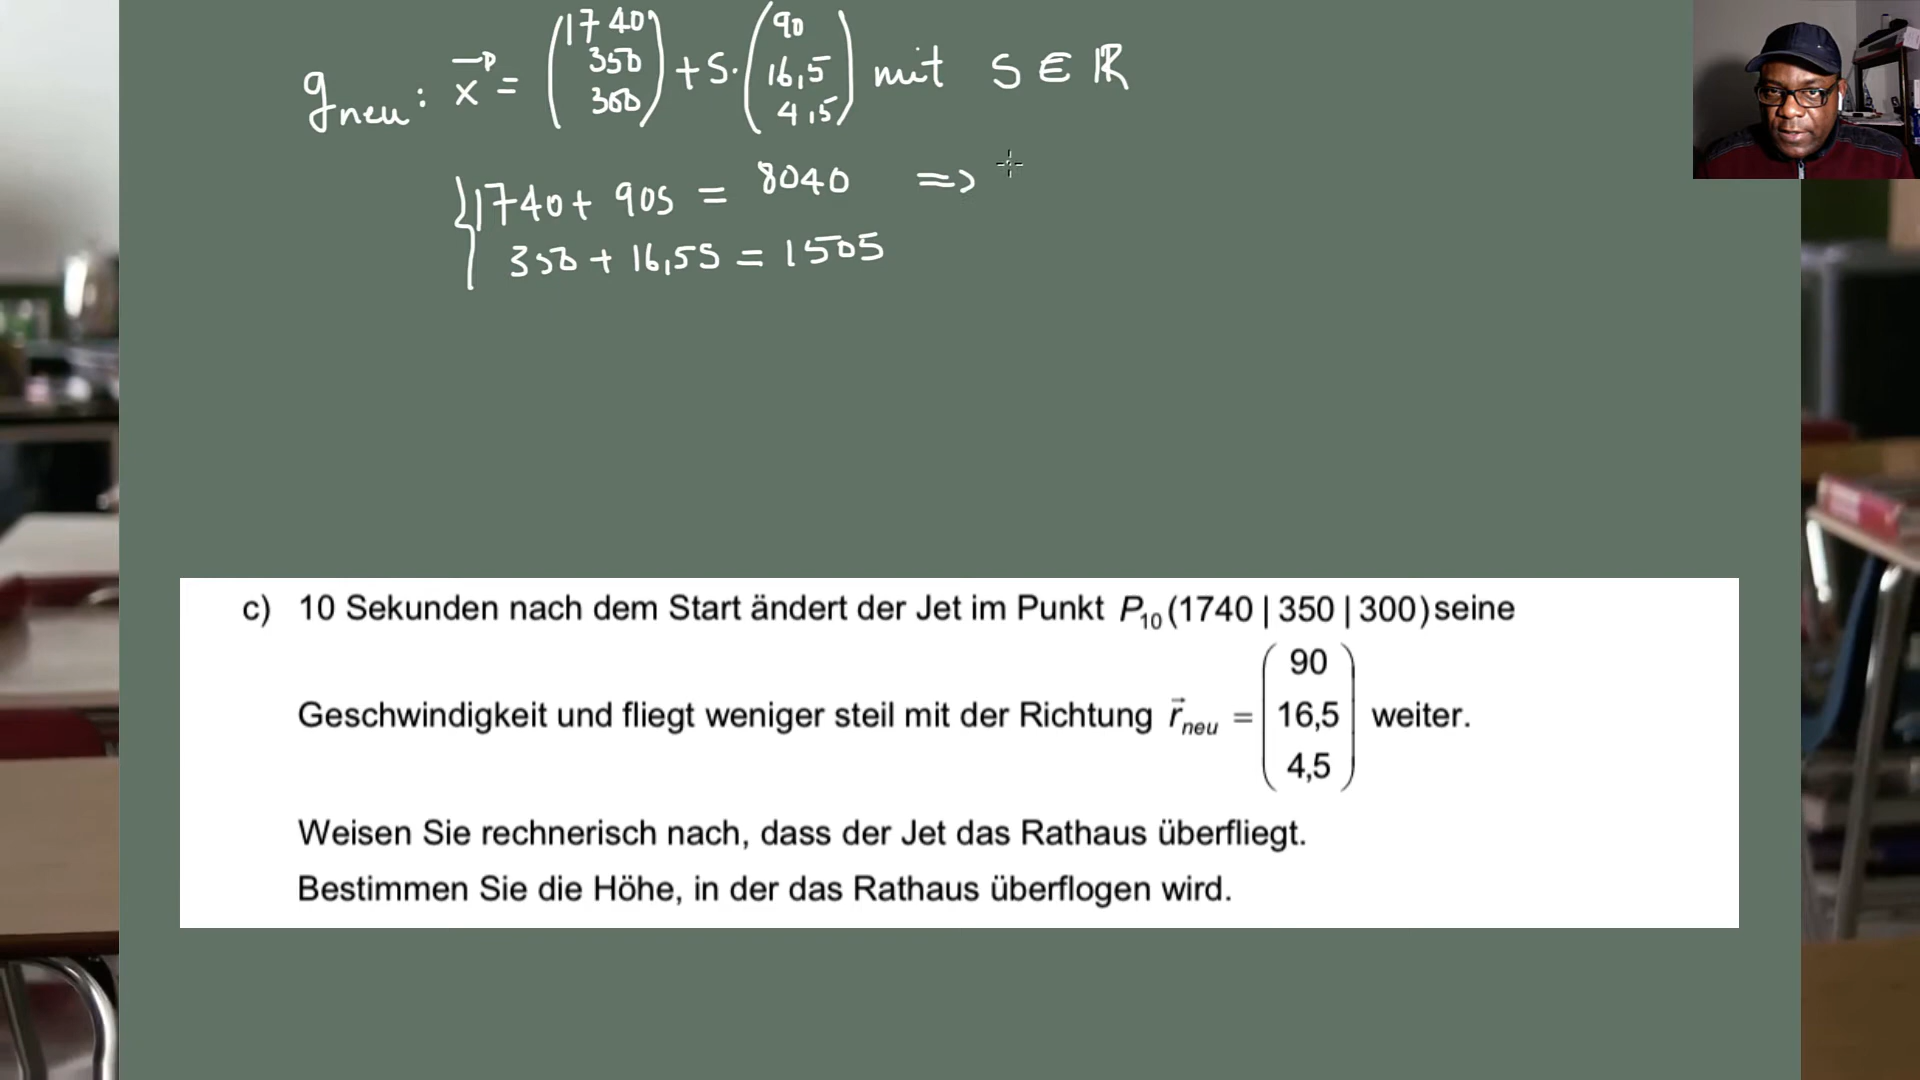 g_neu: x⃗ = (1740 350 300) + s·(90 16,5 4,5) mit s ∈ ℝ
1740 + 90s = 8040 =>
350 + 16,5s = 1505
c) 10 Sekunden nach dem Start ändert der Jet im Punkt P₁₀(1740 | 350 | 300) seine
Geschwindigkeit und fliegt weniger steil mit der Richtung r⃗_neu = (90 16,5 4,5) weiter.
Weisen Sie rechnerisch nach, dass der Jet das Rathaus überfliegt.
Bestimmen Sie die Höhe, in der das Rathaus überflogen wird.